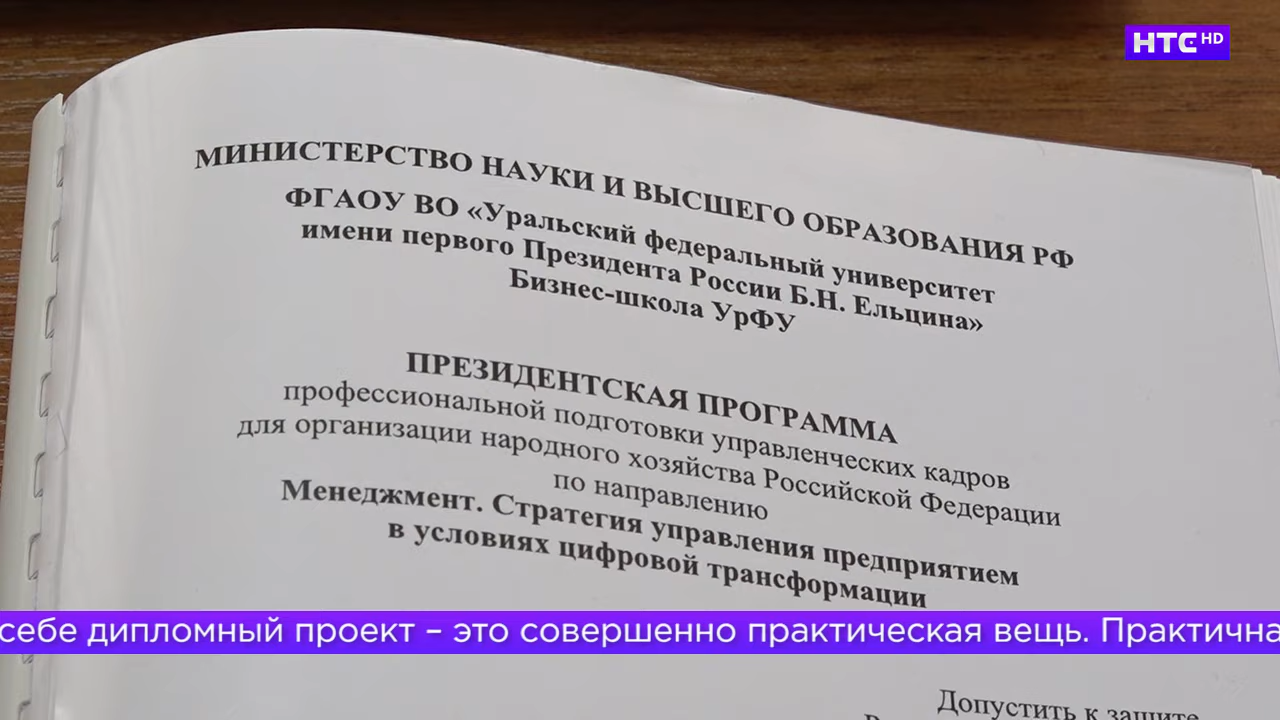 НТС HD
МИНИСТЕРСТВО НАУКИ И ВЫСШЕГО ОБРАЗОВАНИЯ РФ
ФГАОУ ВО «Уральский федеральный университет
имени первого Президента России Б.Н. Ельцина»
Бизнес-школа УрФУ
ПРЕЗИДЕНТСКАЯ ПРОГРАММА
профессиональной подготовки управленческих кадров
для организации народного хозяйства Российской Федерации
по направлению
Менеджмент. Стратегия управления предприятием
в условиях цифровой трансформации
себе дипломный проект – это совершенно практическая вещь. Практична
Допустить к защите